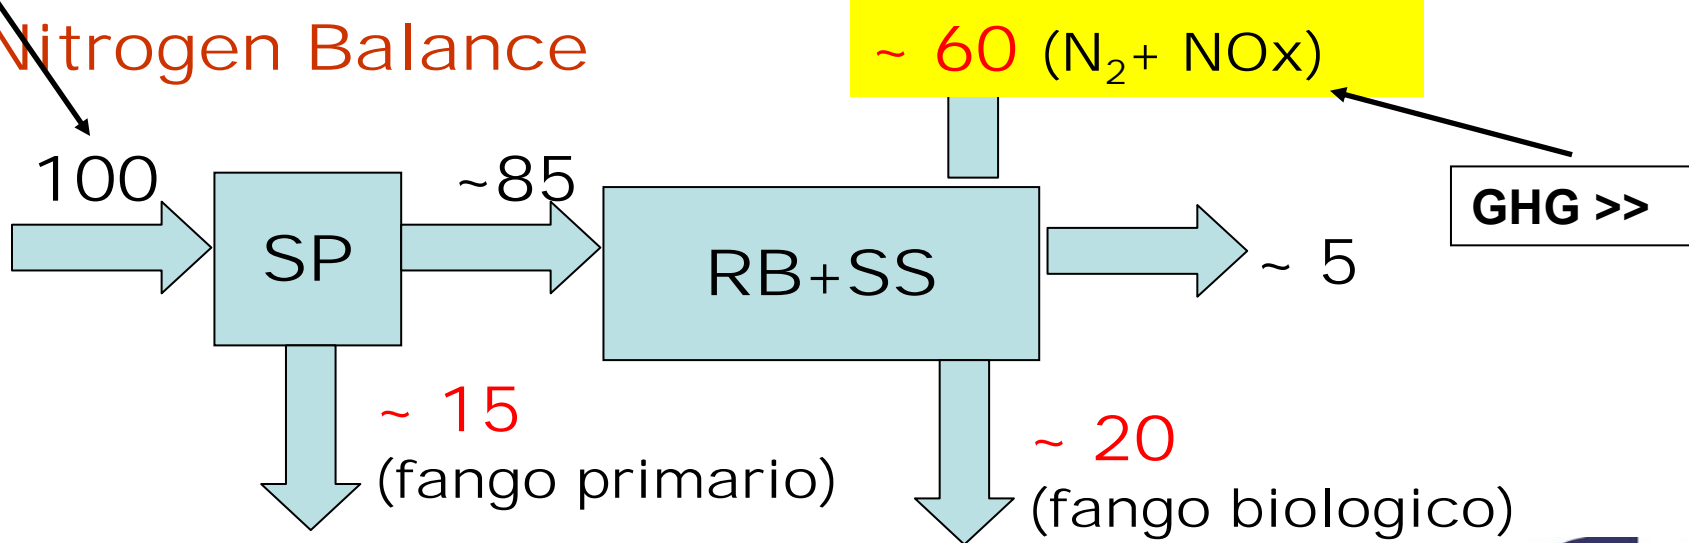 Nitrogen Balance
~ 60 (N₂+ NOx)
100
~85
GHG >>
SP
RB+SS
~ 5
~ 15
(fango primario)
~ 20
(fango biologico)